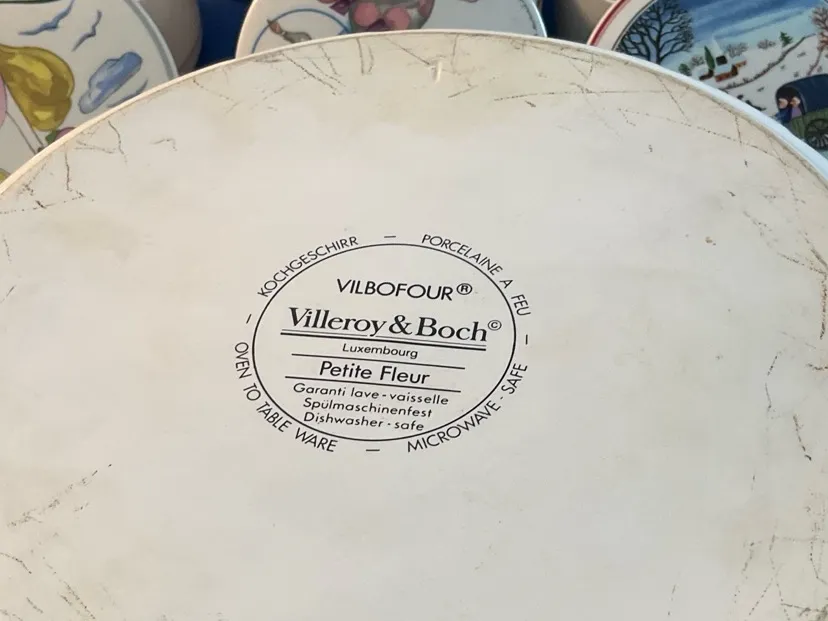 KOCHGESCHIRR — PORCELAINE A FEU —
VILBOFOUR®
Villeroy & Boch©
Luxembourg
Petite Fleur
Garanti lave-vaisselle
Spülmaschinenfest
Dishwasher-safe
OVEN TO TABLE WARE — MICROWAVE-SAFE —